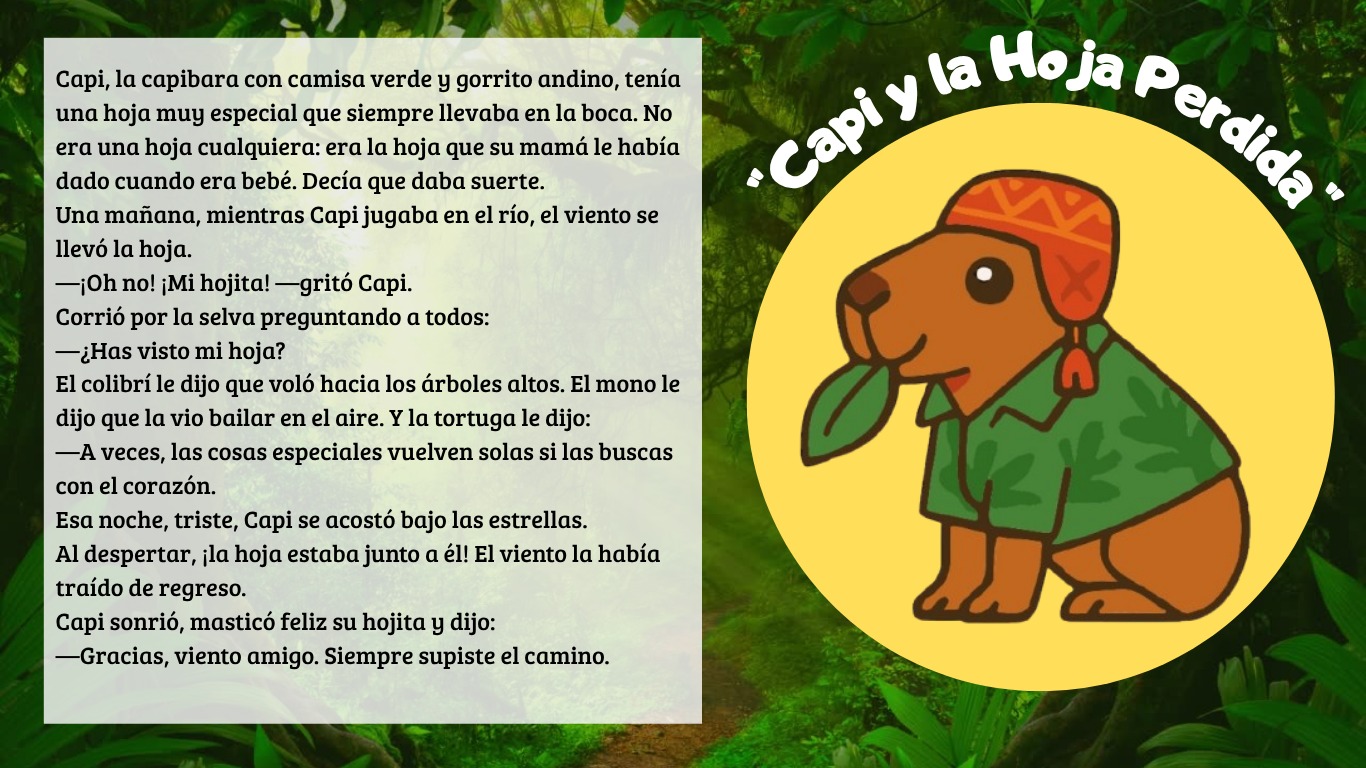 "Capi y la Hoja Perdida"
Capi, la capibara con camisa verde y gorrito andino, tenía
una hoja muy especial que siempre llevaba en la boca. No
era una hoja cualquiera: era la hoja que su mamá le había
dado cuando era bebé. Decía que daba suerte.
Una mañana, mientras Capi jugaba en el río, el viento se
llevó la hoja.
—¡Oh no! ¡Mi hojita! —gritó Capi.
Corrió por la selva preguntando a todos:
—¿Has visto mi hoja?
El colibrí le dijo que voló hacia los árboles altos. El mono le
dijo que la vio bailar en el aire. Y la tortuga le dijo:
—A veces, las cosas especiales vuelven solas si las buscas
con el corazón.
Esa noche, triste, Capi se acostó bajo las estrellas.
Al despertar, ¡la hoja estaba junto a él! El viento la había
traído de regreso.
Capi sonrió, masticó feliz su hojita y dijo:
—Gracias, viento amigo. Siempre supiste el camino.